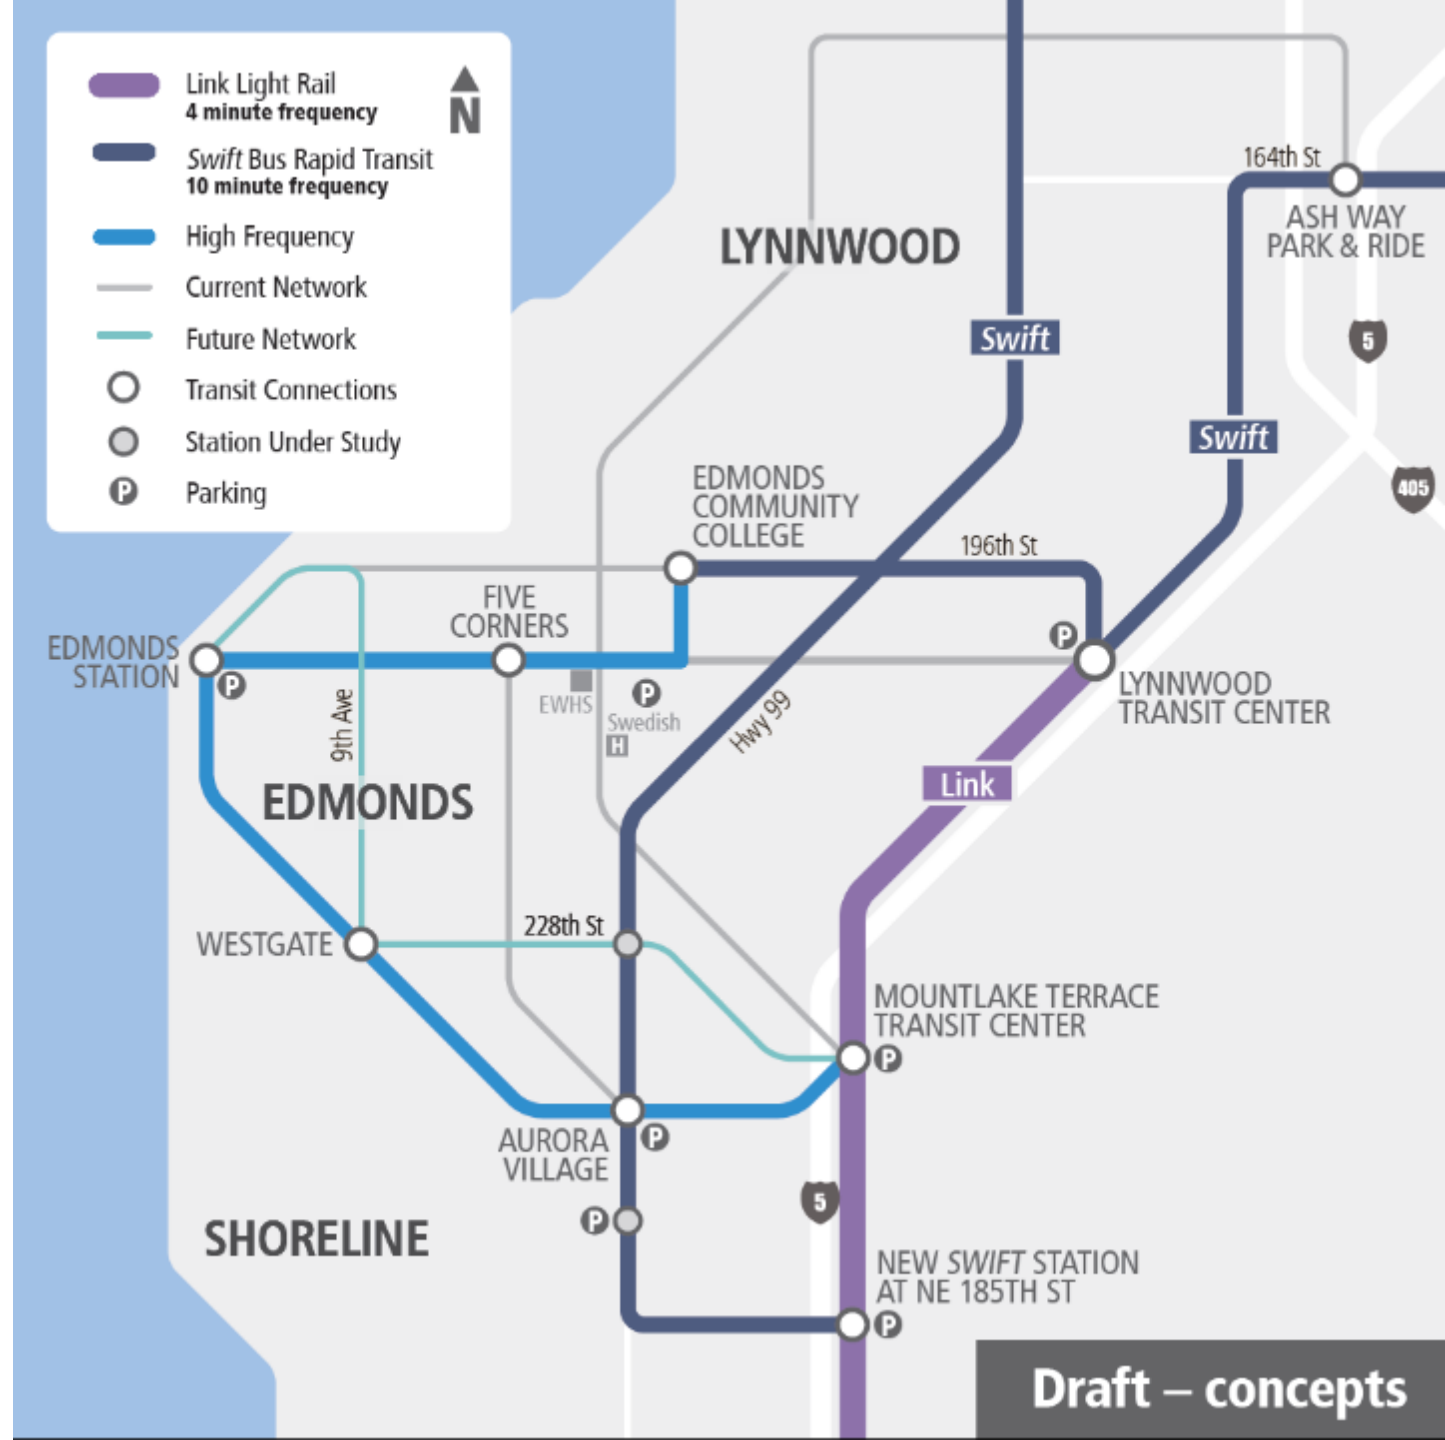 Link Light Rail
4 minute frequency
N
Swift Bus Rapid Transit
10 minute frequency
High Frequency
Current Network
Future Network
Transit Connections
Station Under Study
P
Parking
164th St
ASH WAY
PARK & RIDE
LYNNWOOD
Swift
5
Swift
405
EDMONDS
COMMUNITY
COLLEGE
196th St
FIVE
CORNERS
EDMONDS
STATION
P
P
LYNNWOOD
TRANSIT CENTER
EWHS
P
Swedish
H
9th Ave
Hwy 99
Link
EDMONDS
228th St
WESTGATE
MOUNTLAKE TERRACE
TRANSIT CENTER
P
AURORA
VILLAGE
P
P
5
SHORELINE
NEW SWIFT STATION
AT NE 185TH ST
P
Draft – concepts